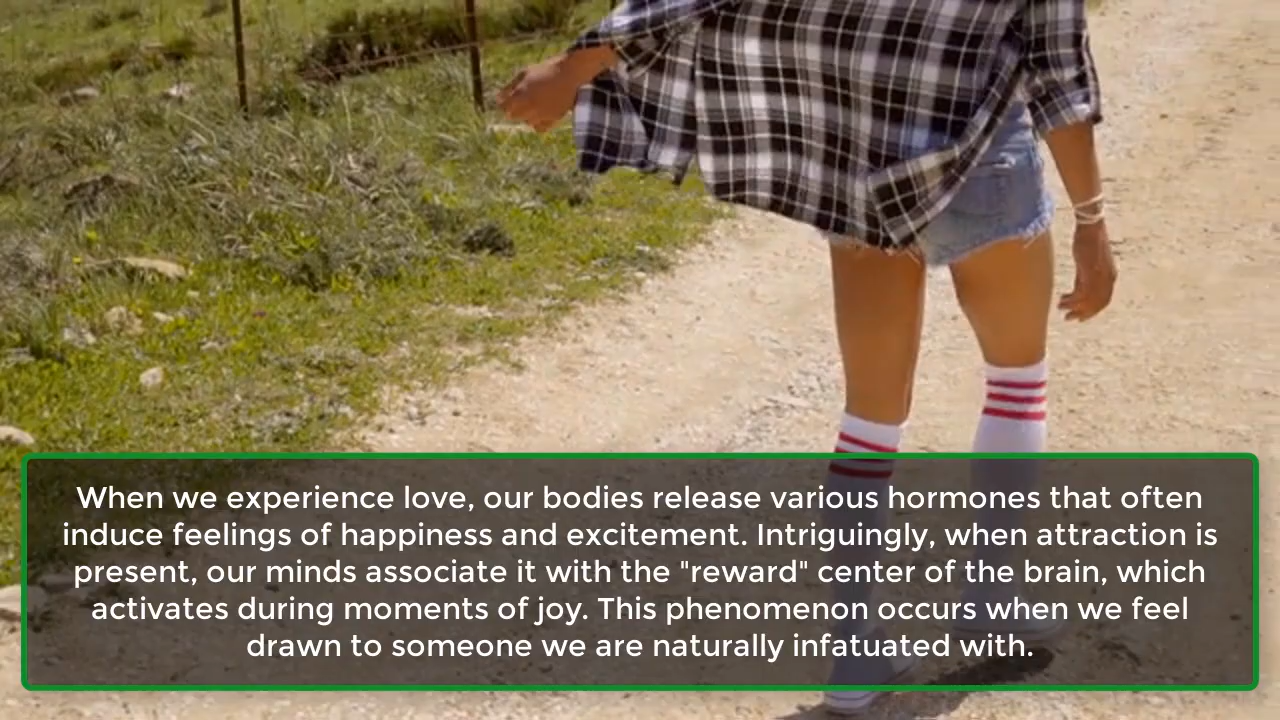 When we experience love, our bodies release various hormones that often
induce feelings of happiness and excitement. Intriguingly, when attraction is
present, our minds associate it with the "reward" center of the brain, which
activates during moments of joy. This phenomenon occurs when we feel
drawn to someone we are naturally infatuated with.